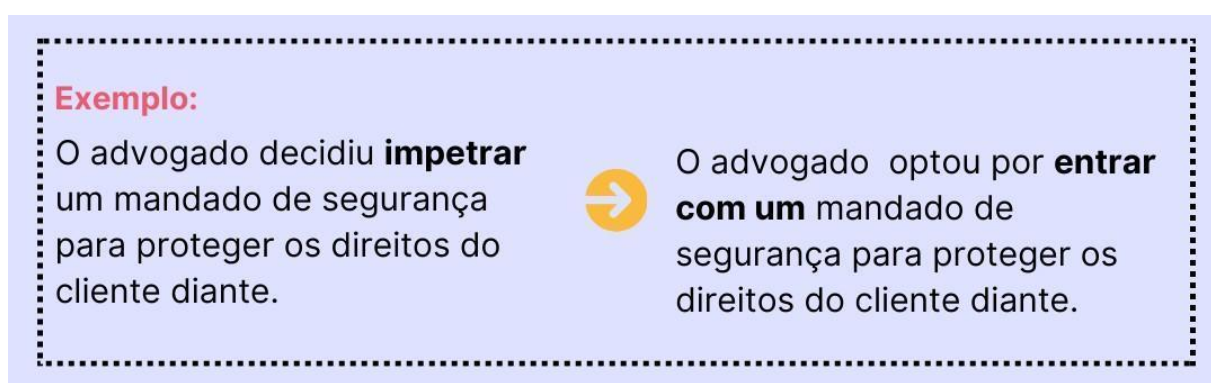 Exemplo:
O advogado decidiu impetrar
um mandado de segurança
para proteger os direitos do
cliente diante.
O advogado  optou por entrar
com um mandado de
segurança para proteger os
direitos do cliente diante.